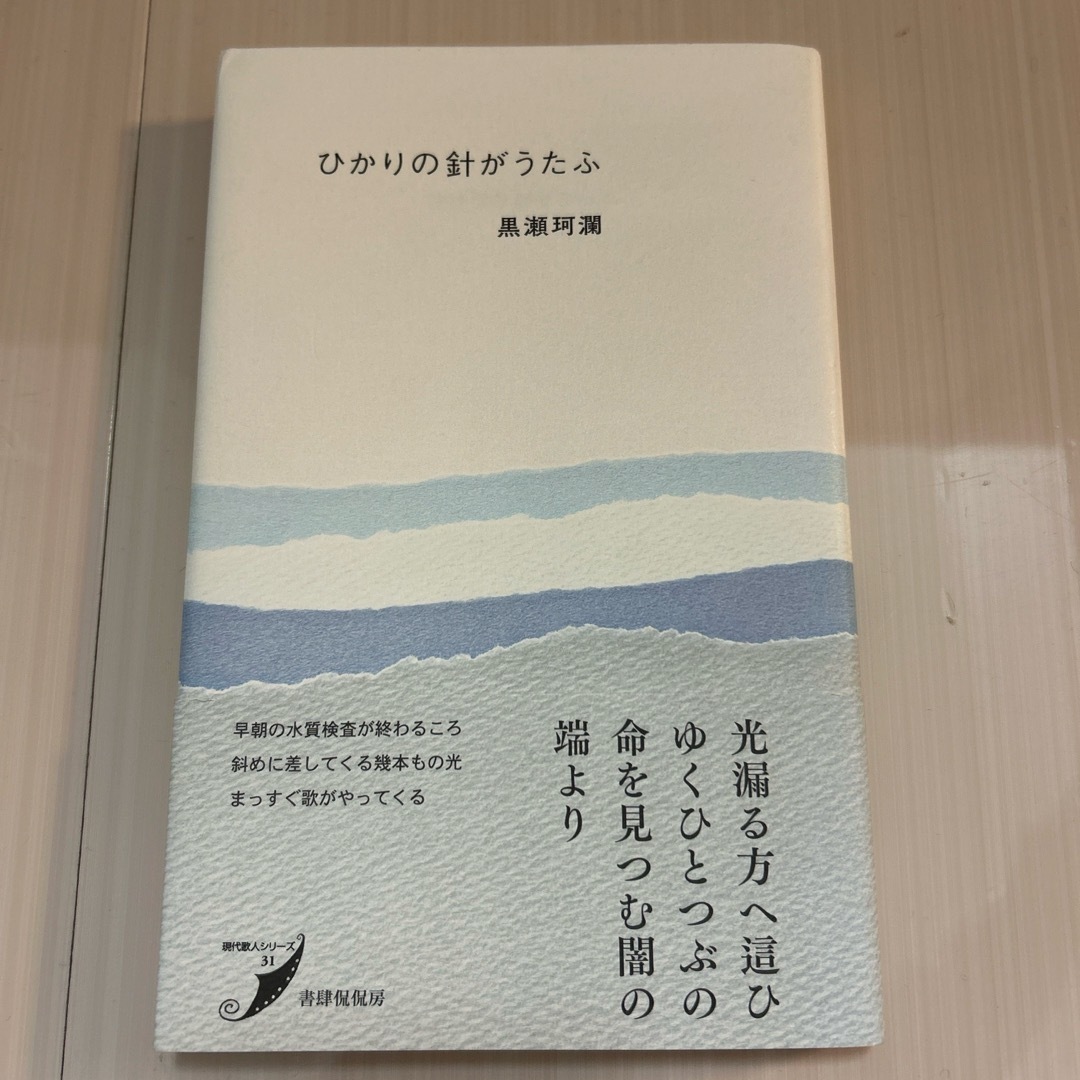 ひかりの針がうたふ
黒瀬珂瀾
早朝の水質検査が終わるころ
斜めに差してくる幾本もの光
まっすぐ歌がやってくる
光漏る方へ這ひ
ゆくひとつぶの
命を見つむ闇の
端より
現代歌人シリーズ
31
書肆侃侃房